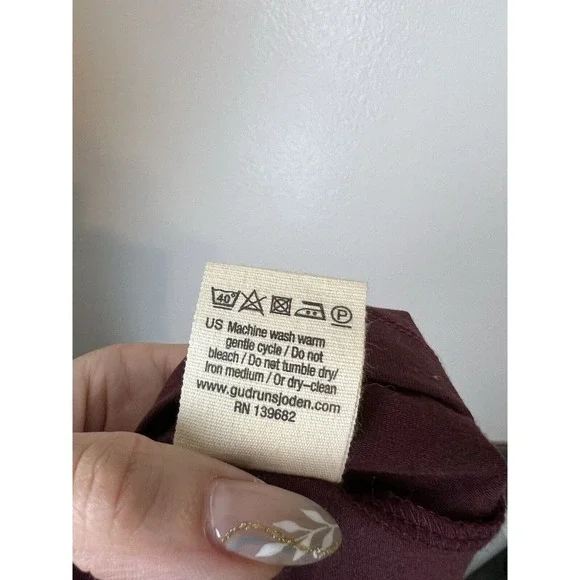 40° P
US Machine wash warm
gentle cycle / Do not
bleach / Do not tumble dry/
Iron medium / Or dry-clean
www.gudrunsjoden.com
RN 139682